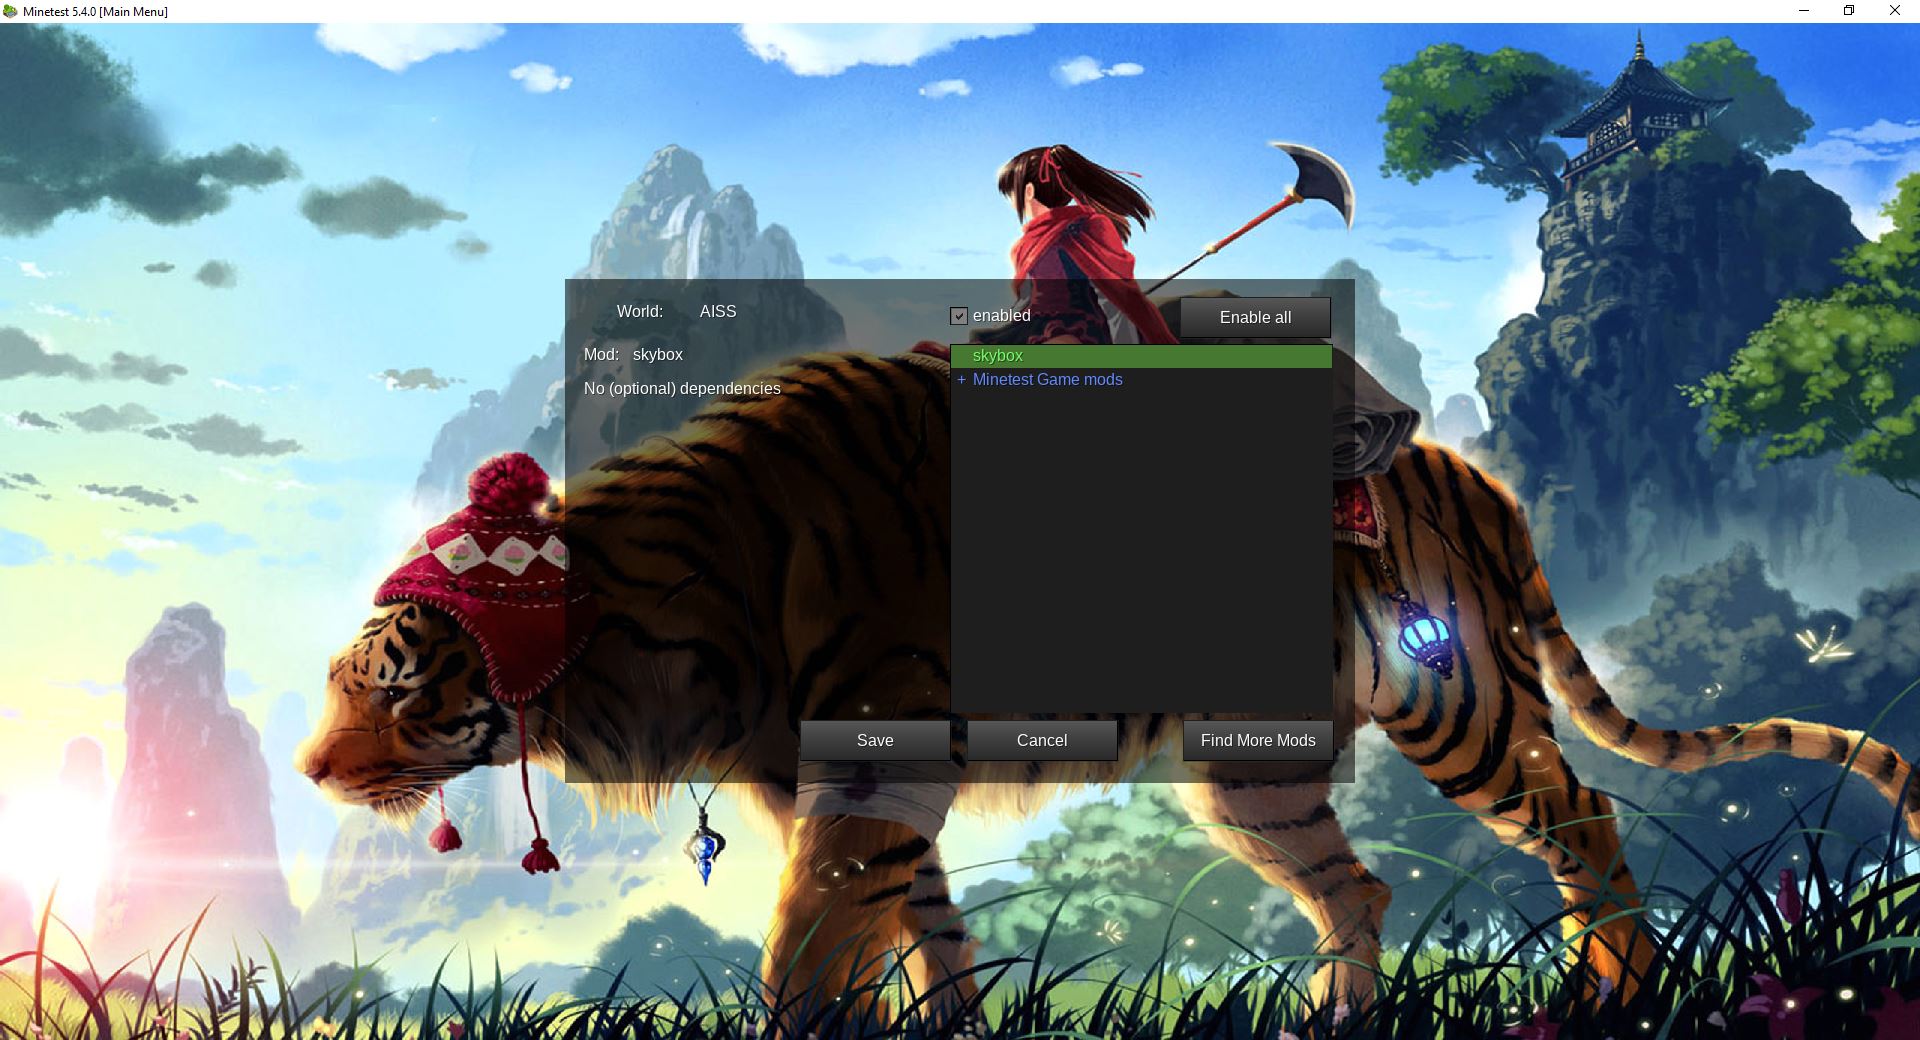 Minetest 5.4.0 [Main Menu]
World: AISS
enabled
Enable all
Mod: skybox
No (optional) dependencies
skybox
+ Minetest Game mods
Save
Cancel
Find More Mods